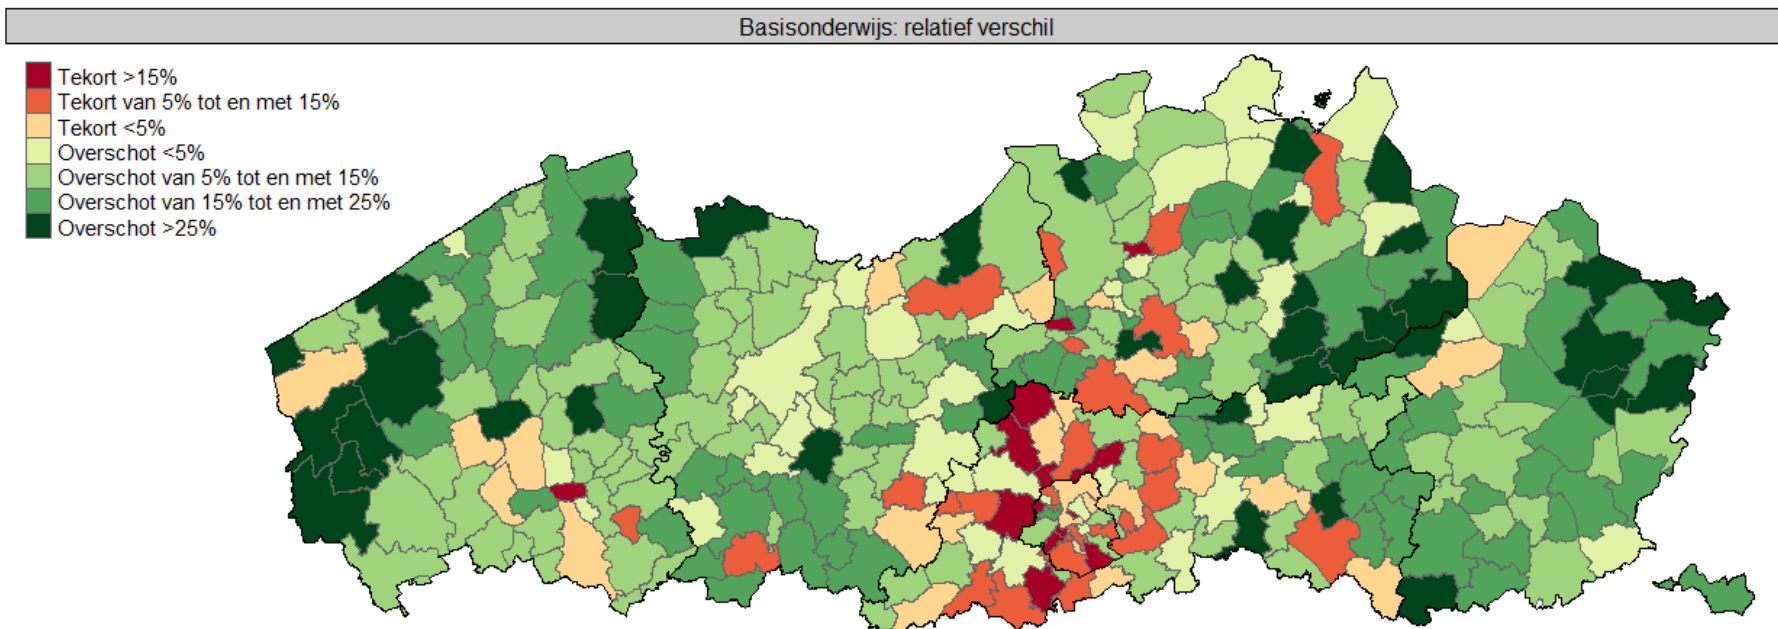 Basisonderwijs: relatief verschil
Tekort >15%
Tekort van 5% tot en met 15%
Tekort <5%
Overschot <5%
Overschot van 5% tot en met 15%
Overschot van 15% tot en met 25%
Overschot >25%